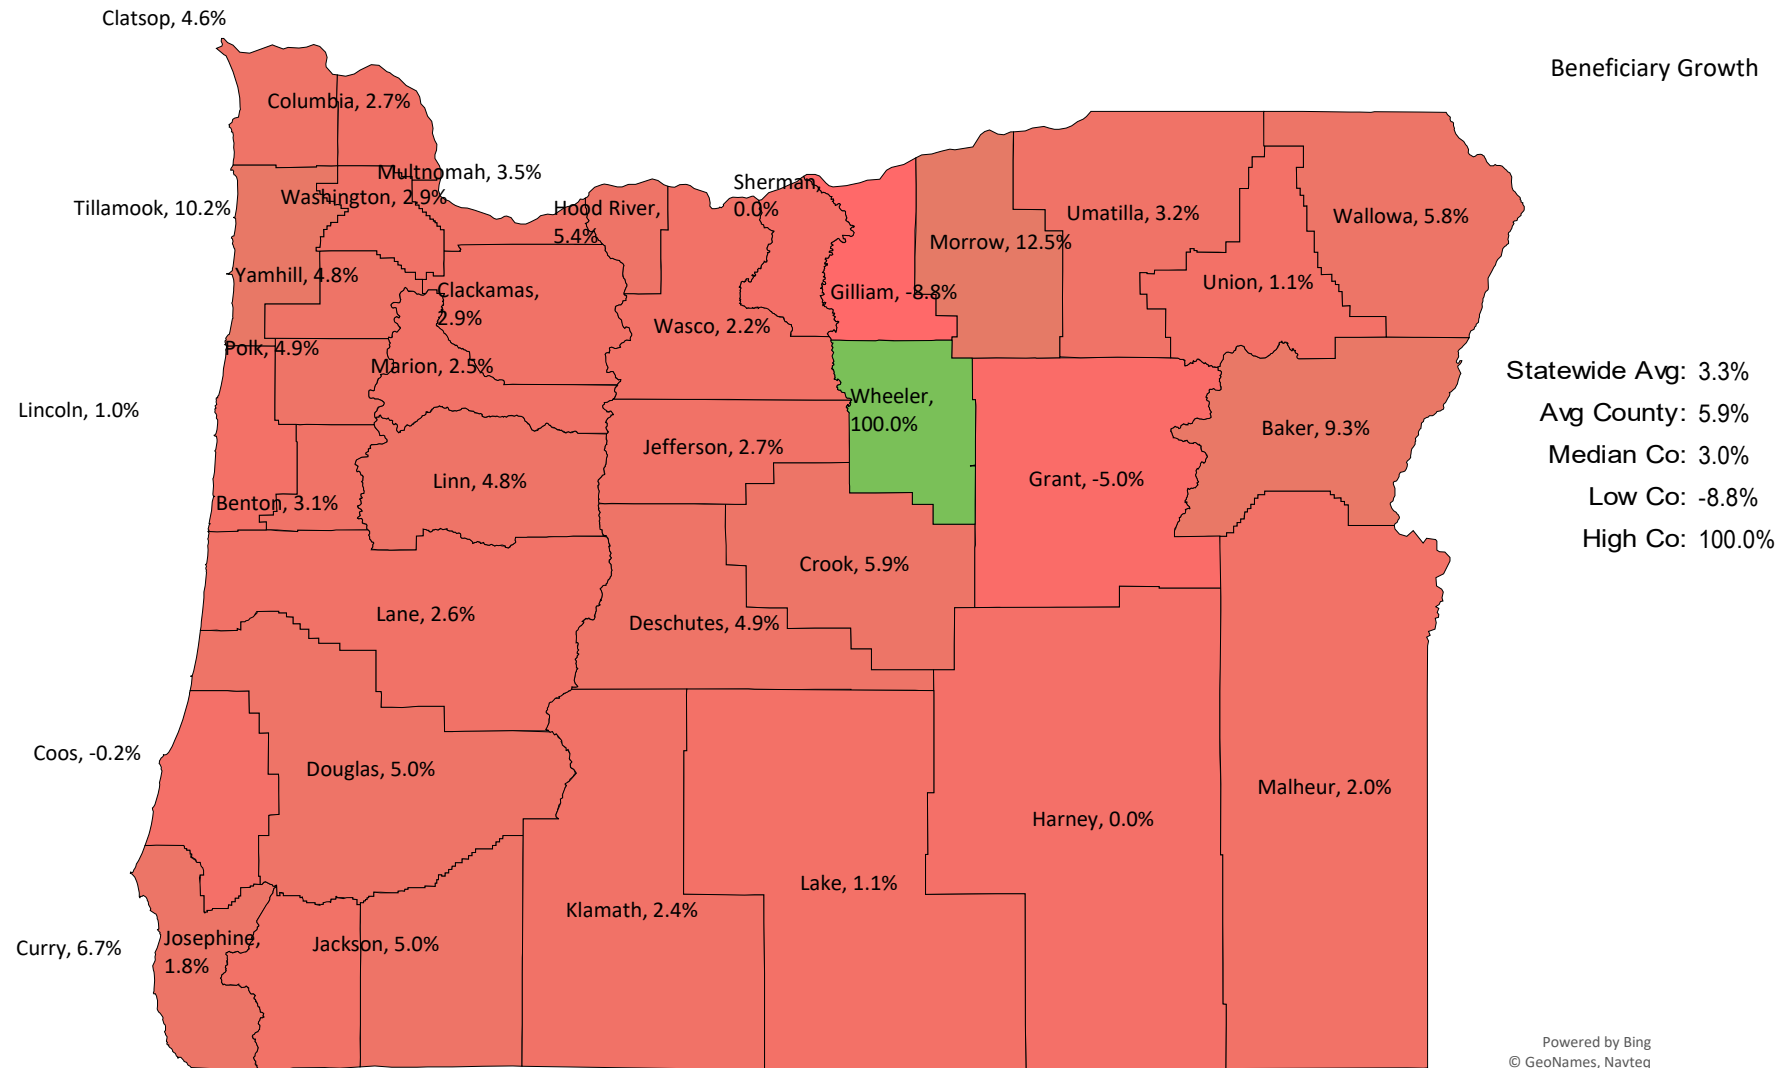 Clatsop, 4.6%
Beneficiary Growth
Columbia, 2.7%
Multnomah, 3.5%
Washington, 2.9%
Tillamook, 10.2%
Hood River,
5.4%
Sherman,
0.0%
Umatilla, 3.2%
Wallowa, 5.8%
Morrow, 12.5%
Yamhill, 4.8%
Clackamas,
2.9%
Gilliam, -8.8%
Union, 1.1%
Wasco, 2.2%
Polk, 4.9%
Marion, 2.5%
Statewide Avg: 3.3%
Lincoln, 1.0%
Wheeler,
100.0%
Avg County: 5.9%
Baker, 9.3%
Jefferson, 2.7%
Median Co: 3.0%
Linn, 4.8%
Grant, -5.0%
Low Co: -8.8%
Benton, 3.1%
High Co: 100.0%
Crook, 5.9%
Lane, 2.6%
Deschutes, 4.9%
Coos, -0.2%
Douglas, 5.0%
Malheur, 2.0%
Harney, 0.0%
Lake, 1.1%
Klamath, 2.4%
Curry, 6.7%
Josephine,
1.8%
Jackson, 5.0%
Powered by Bing
© GeoNames, Navteq